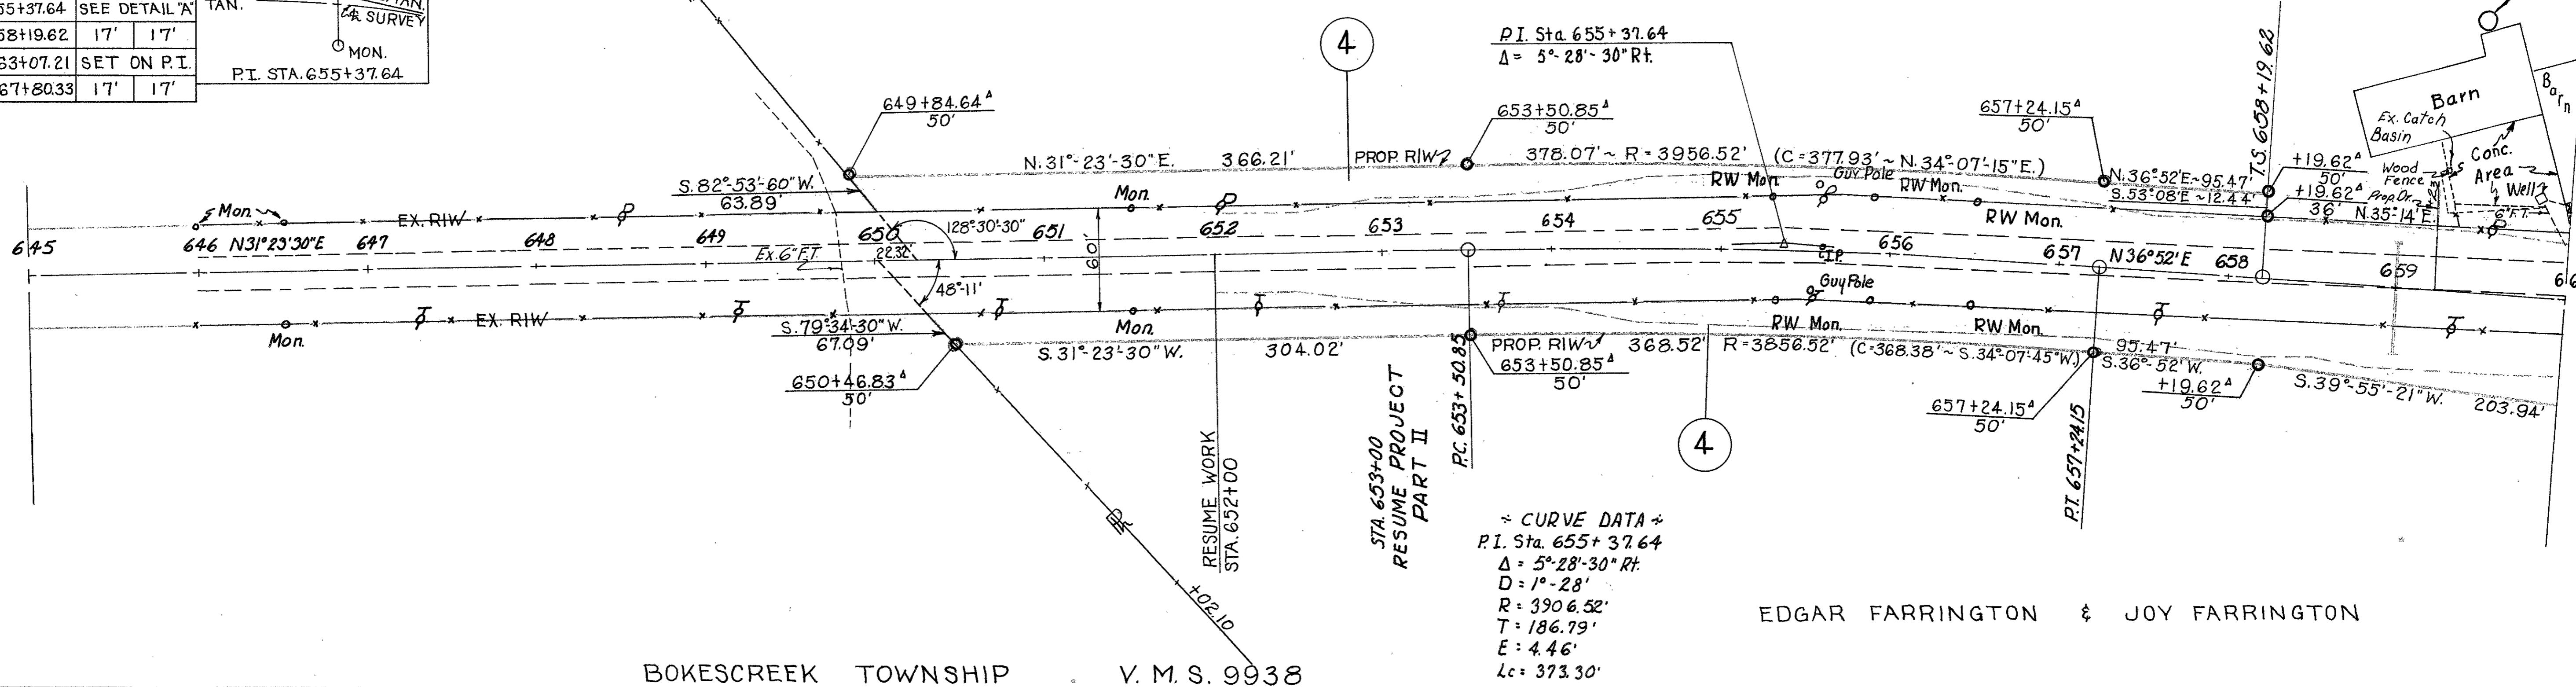 55+37.64 SEE DETAIL "A"
58+19.62 17' 17'
63+07.21 SET ON P.I.
67+80.33 17' 17'
TAN.
TAN.
℄ SURVEY
MON.
P.I. STA. 655+37.64
4
P.I. Sta. 655+37.64
Δ = 5°-28'-30" Rt.
649+84.64 Δ
50'
653+50.85 Δ
50'
657+24.15 Δ
50'
T.S. 658+19.62
Barn
Barn
Ex. Catch
Basin
Conc.
Area
Well
Wood
Fence
Prop. Dr.
6" F.T.
+19.62 Δ
50'
+19.62 Δ
36'
N.35°-14'E.
N.31°-23'-30"E. 366.21'
PROP. R/W
378.07' ~ R = 3956.52' (C = 377.93' ~ N.34°-07'-15"E.)
N.36°52'E ~ 95.47'
S.53°-08'E ~ 12.44'
S.82°-53'-60"W.
63.89'
Mon.
RW Mon.
Guy Pole
RW Mon.
RW Mon.
Mon.
EX. R/W
128°-30'-30"
60'
645 646 N31°23'30"E 647 648 649 650 651 652 653 654 655 656 657 N36°52'E 658 659
Ex. 6" F.T.
22.32'
I.P.
48°-11'
Guy Pole
EX. R/W
S.79°-34'-30"W.
67.09'
Mon.
Mon.
RW Mon.
RW Mon.
S.31°-23'-30"W. 304.02'
PROP. R/W 368.52' R = 3856.52' (C = 368.38' ~ S.34°-07'-45"W.)
95.47'
S.36°-52'W.
650+46.83 Δ
50'
653+50.85 Δ
50'
657+24.15 Δ
50'
+19.62 Δ
50'
S.39°-55'-21"W. 203.94'
RESUME WORK
STA. 652+00
STA. 653+00
RESUME PROJECT
PART II
P.C. 653+50.85
4
P.T. 657+24.15
+02.10
÷ CURVE DATA ÷
P.I. Sta. 655+37.64
Δ = 5°-28'-30" Rt.
D = 1°-28'
R = 3906.52'
T = 186.79'
E = 4.46'
Lc = 373.30'
EDGAR FARRINGTON & JOY FARRINGTON
BOKESCREEK TOWNSHIP V. M. S. 9938